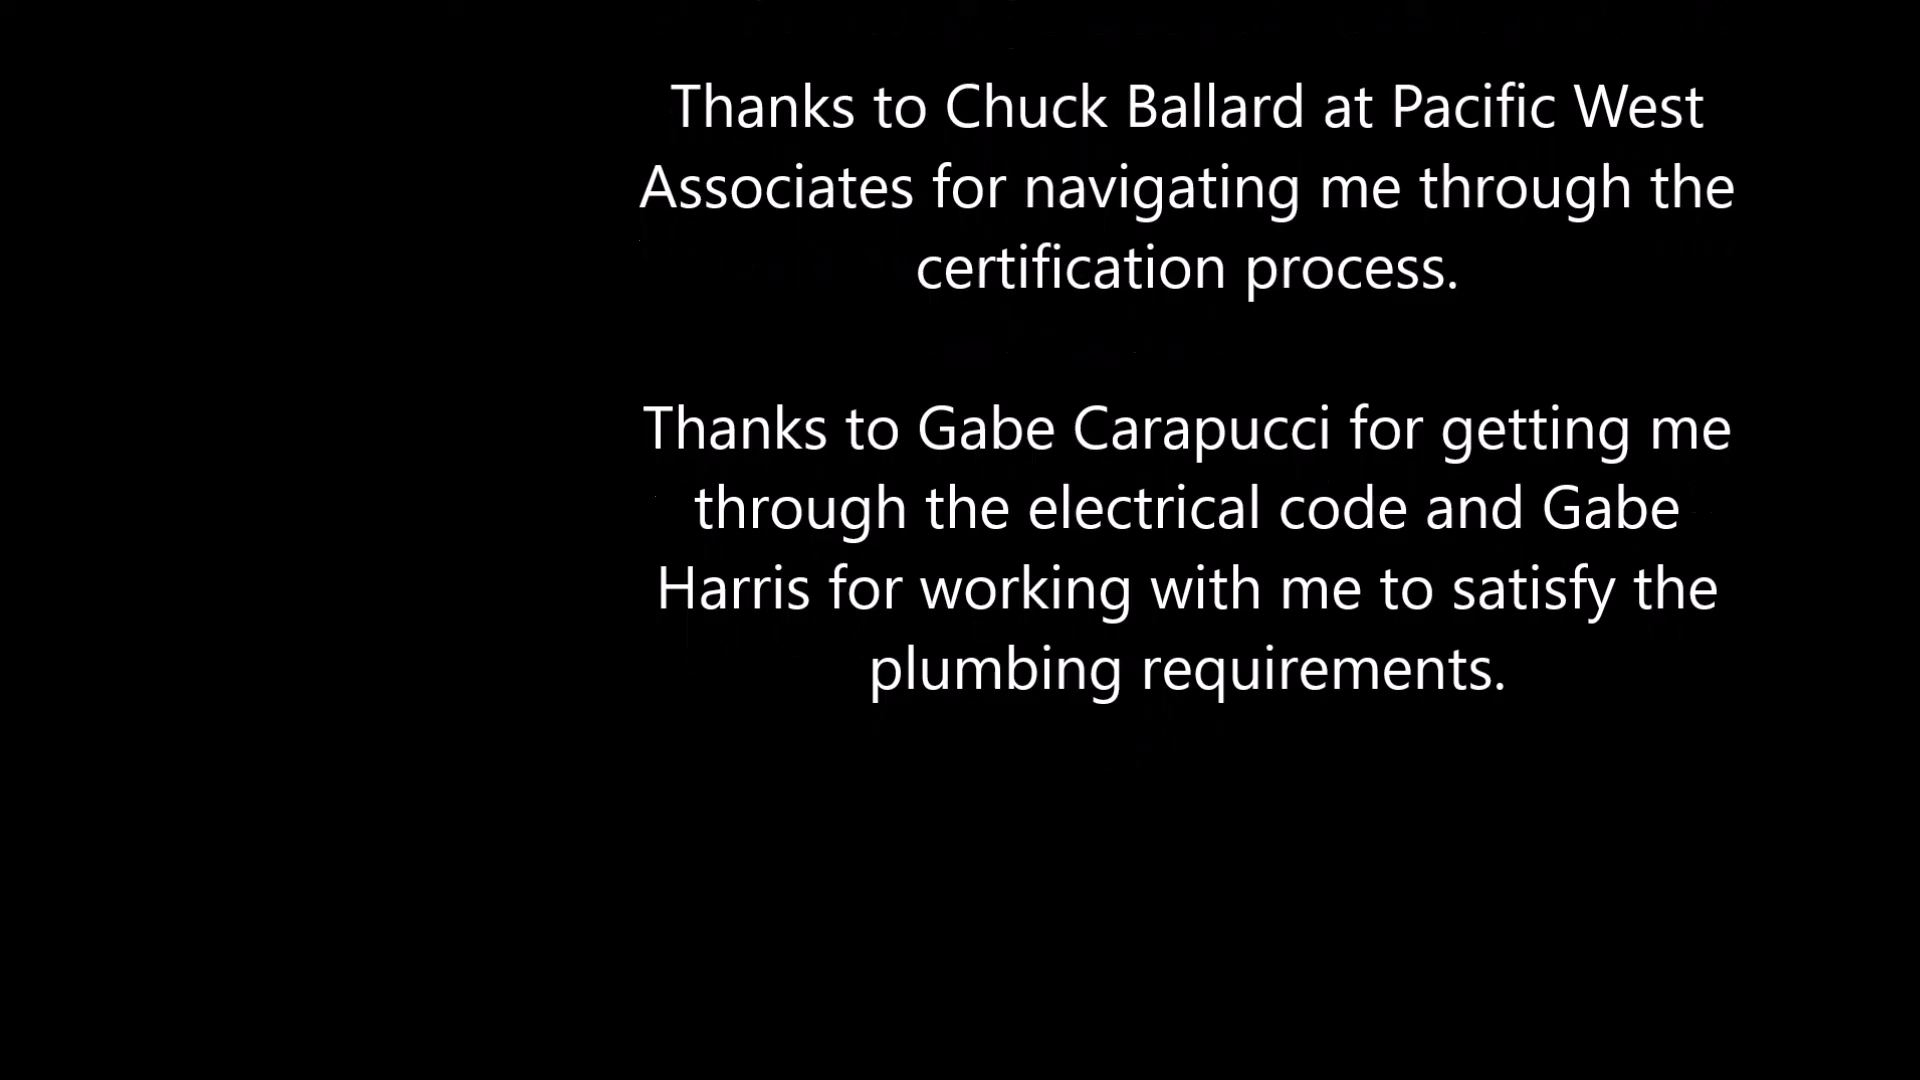 Thanks to Chuck Ballard at Pacific West
Associates for navigating me through the
certification process.
Thanks to Gabe Carapucci for getting me
through the electrical code and Gabe
Harris for working with me to satisfy the
plumbing requirements.